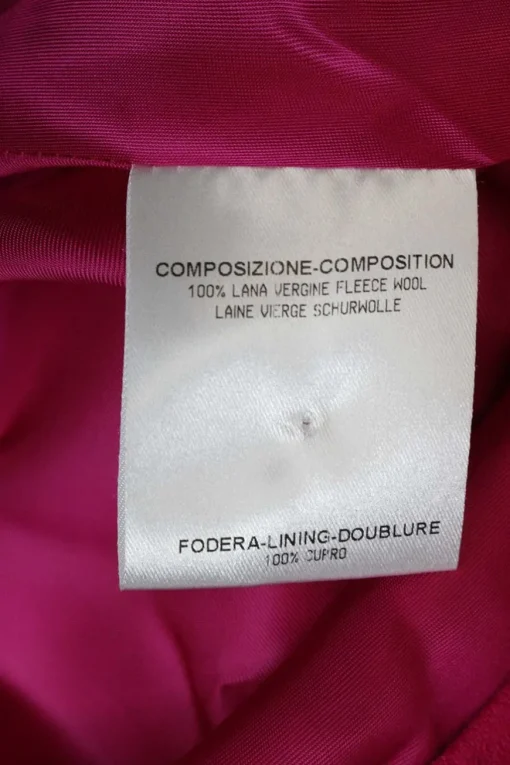 COMPOSIZIONE-COMPOSITION
100% LANA VERGINE FLEECE WOOL
LAINE VIERGE SCHURWOLLE
FODERA-LINING-DOUBLURE
100% CUPRO